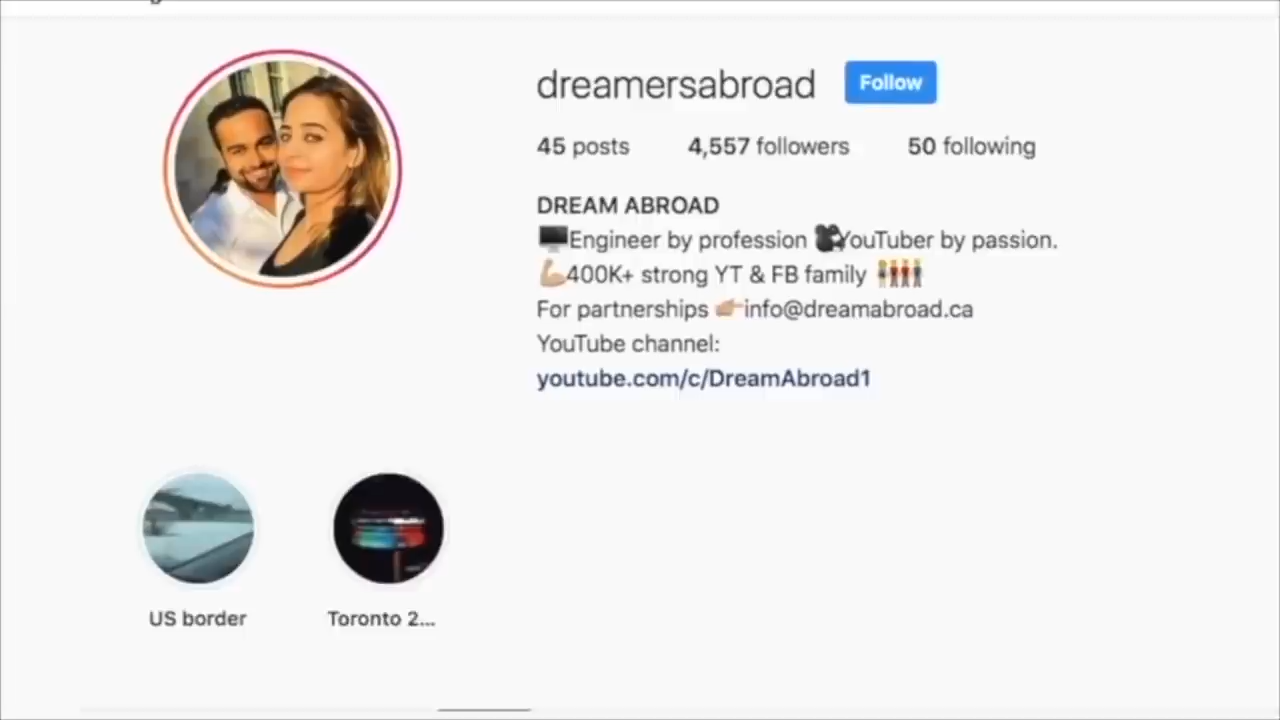 dreamersabroad Follow
45 posts 4,557 followers 50 following
DREAM ABROAD
🖥️Engineer by profession 🎥YouTuber by passion.
💪🏼400K+ strong YT & FB family 👫👬
For partnerships 👉🏼info@dreamabroad.ca
YouTube channel:
youtube.com/c/DreamAbroad1
US border Toronto 2...